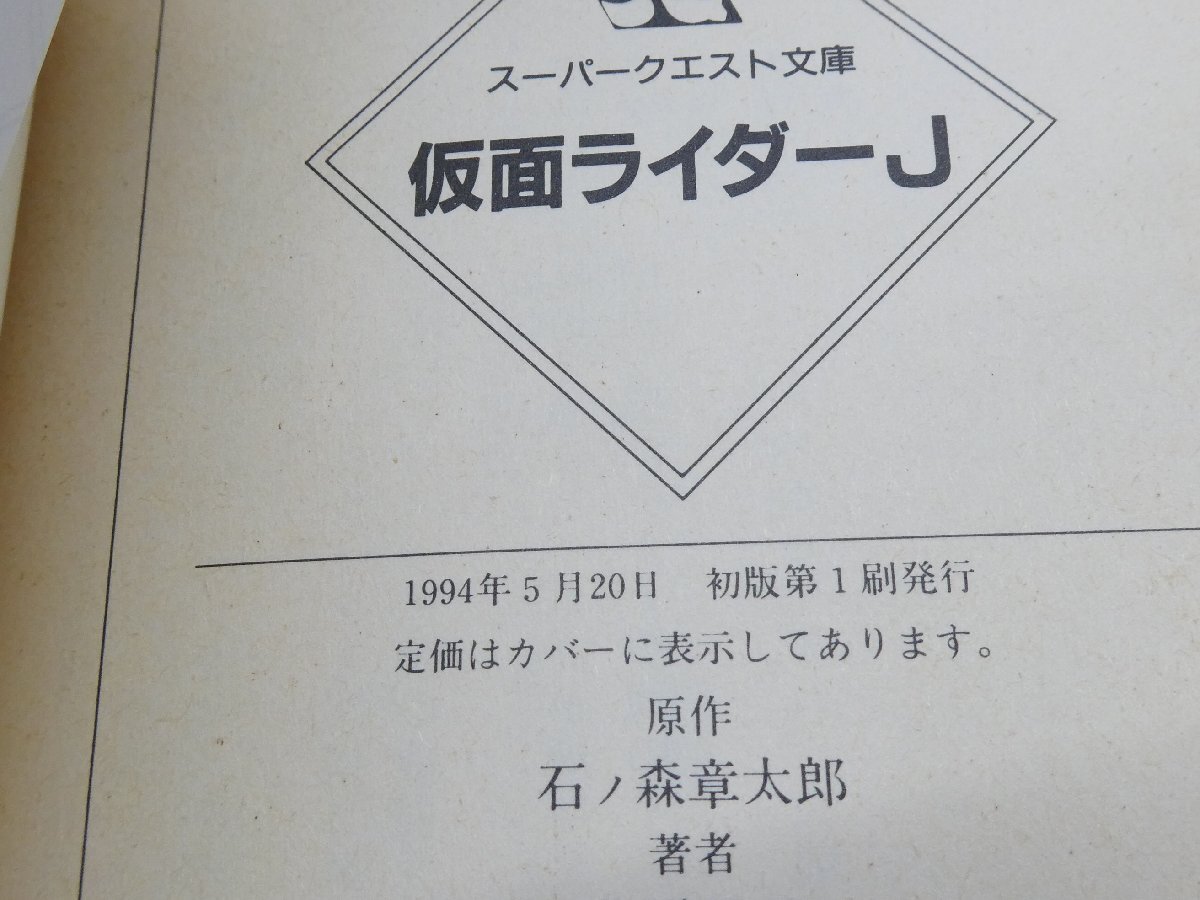 スーパークエスト文庫
仮面ライダーJ
1994年5月20日　初版第1刷発行
定価はカバーに表示してあります。
原作
石ノ森章太郎
著者